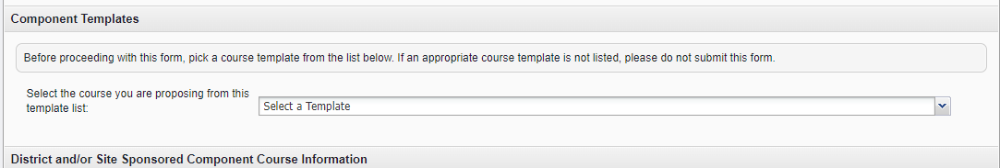 Component Templates
Before proceeding with this form, pick a course template from the list below. If an appropriate course template is not listed, please do not submit this form.
Select the course you are proposing from this
template list:
Select a Template
District and/or Site Sponsored Component Course Information